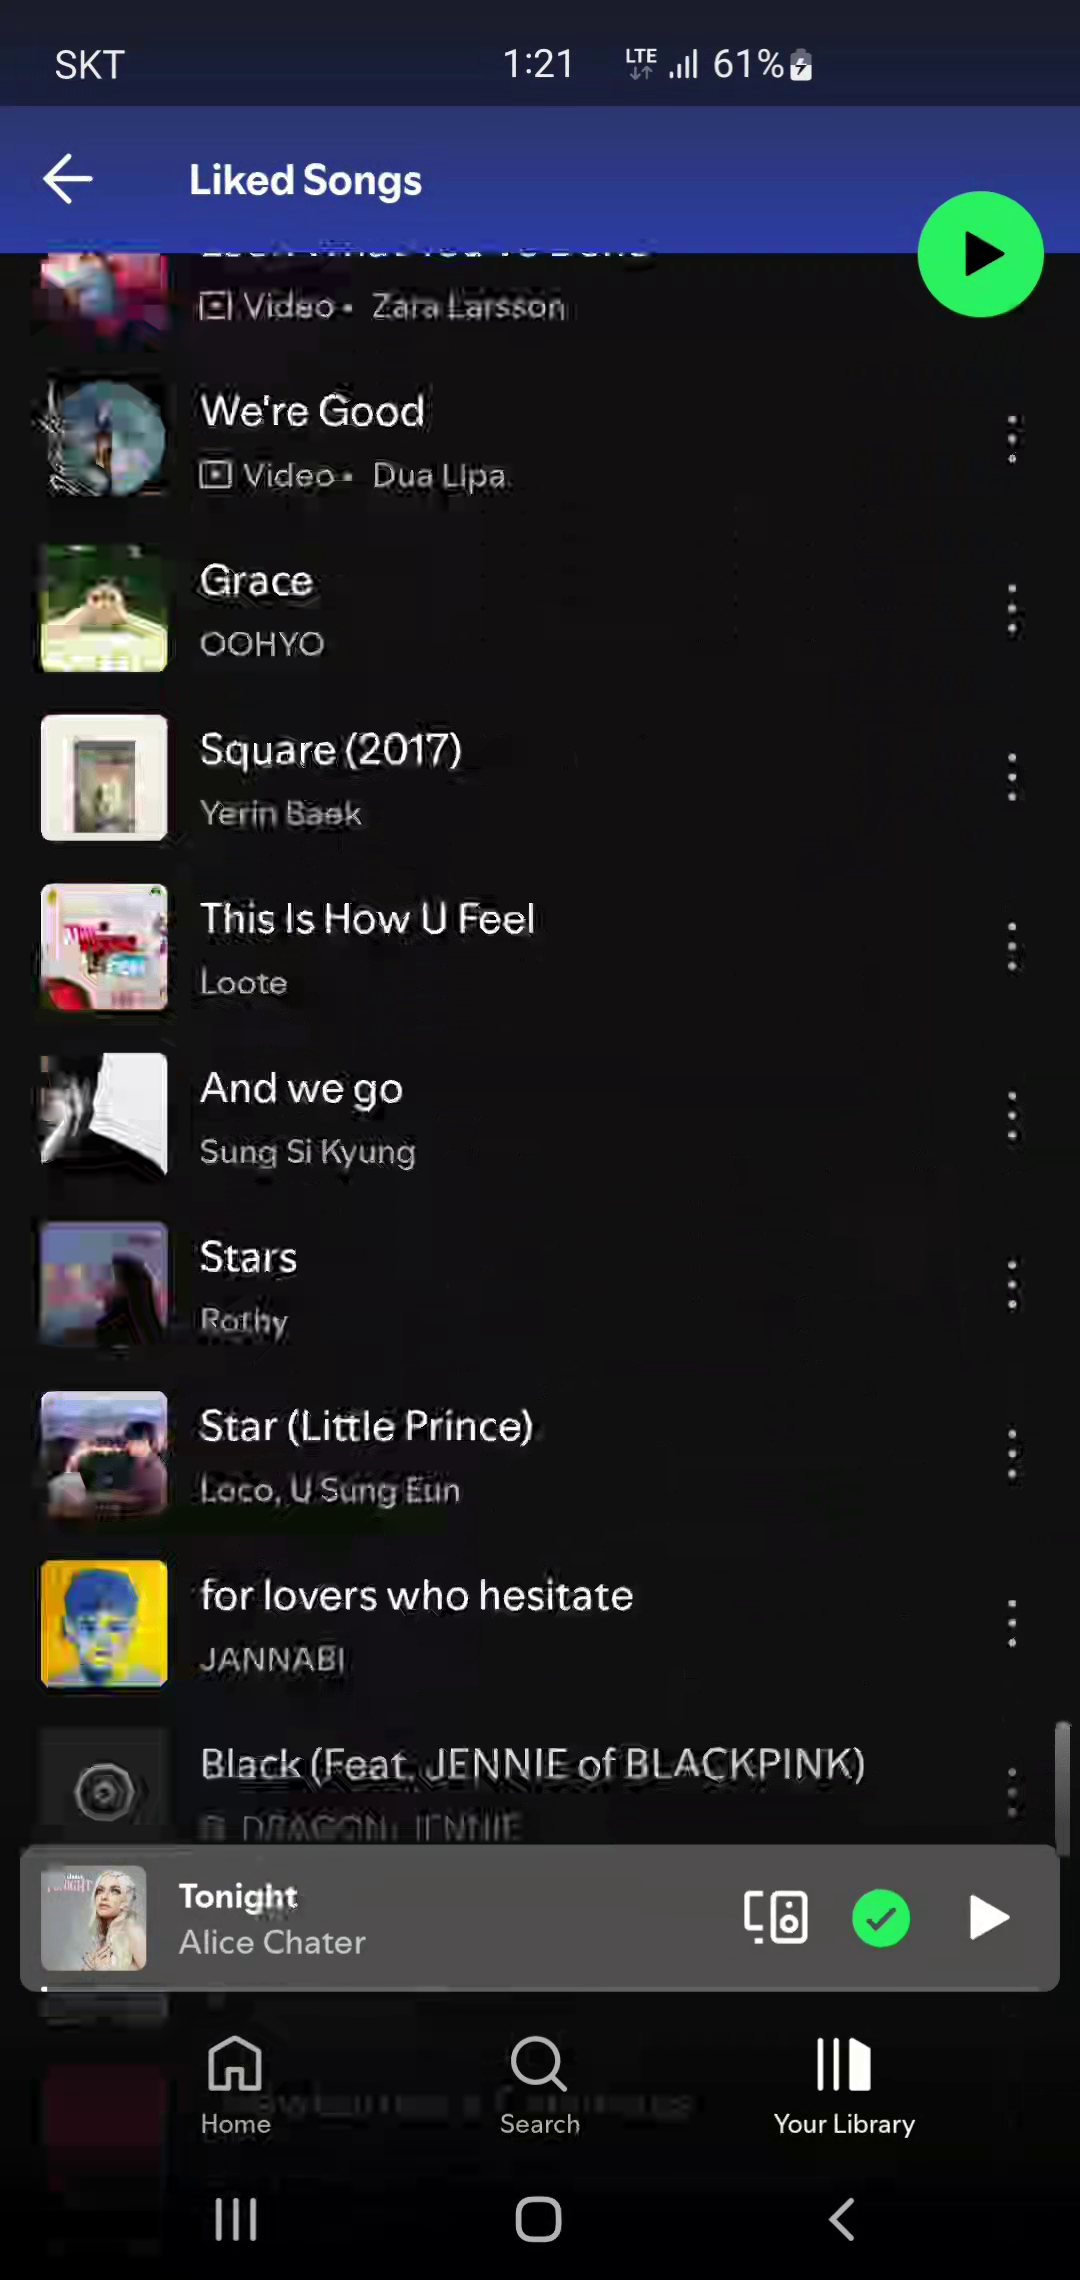 SKT
1:21
LTE
61%
Liked Songs
Video • Zara Larsson
We're Good
Video • Dua Lipa
Grace
OOHYO
Square (2017)
Yerin Baek
This Is How U Feel
Loote
And we go
Sung Si Kyung
Stars
Rothy
Star (Little Prince)
Loco, U Sung Eun
for lovers who hesitate
JANNABI
Black (Feat. JENNIE of BLACKPINK)
G-DRAGON, JENNIE
Tonight
Alice Chater
Home
Search
Your Library